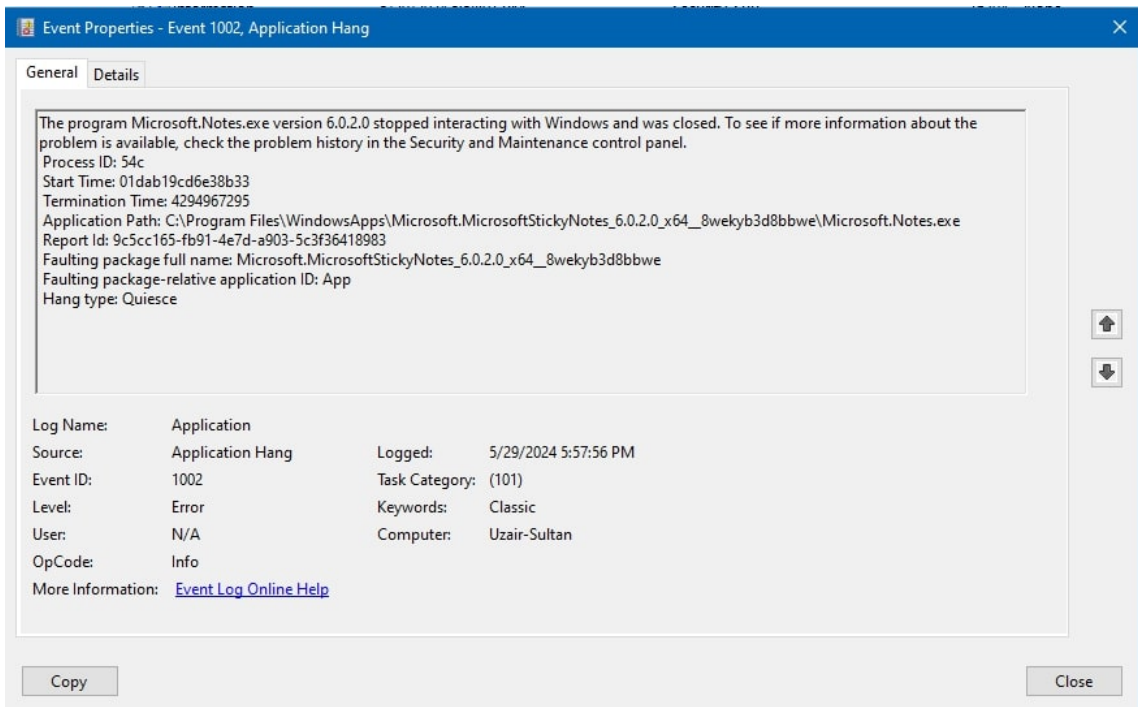 Event Properties - Event 1002, Application Hang
General Details
The program Microsoft.Notes.exe version 6.0.2.0 stopped interacting with Windows and was closed. To see if more information about the
problem is available, check the problem history in the Security and Maintenance control panel.
Process ID: 54c
Start Time: 01dab19cd6e38b33
Termination Time: 4294967295
Application Path: C:\Program Files\WindowsApps\Microsoft.MicrosoftStickyNotes_6.0.2.0_x64__8wekyb3d8bbwe\Microsoft.Notes.exe
Report Id: 9c5cc165-fb91-4e7d-a903-5c3f36418983
Faulting package full name: Microsoft.MicrosoftStickyNotes_6.0.2.0_x64__8wekyb3d8bbwe
Faulting package-relative application ID: App
Hang type: Quiesce
Log Name: Application
Source: Application Hang Logged: 5/29/2024 5:57:56 PM
Event ID: 1002 Task Category: (101)
Level: Error Keywords: Classic
User: N/A Computer: Uzair-Sultan
OpCode: Info
More Information: Event Log Online Help
Copy Close